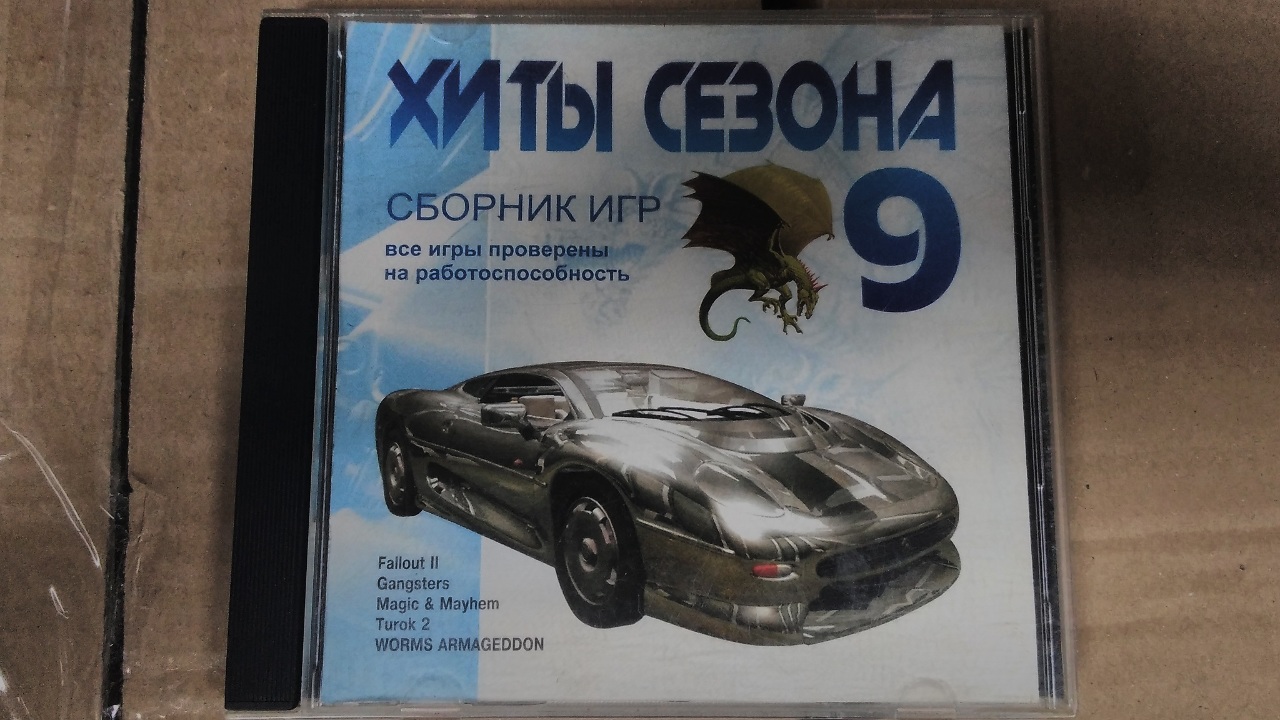 ХИТЫ СЕЗОНА
9
СБОРНИК ИГР
все игры проверены
на работоспособность
Fallout II
Gangsters
Magic & Mayhem
Turok 2
WORMS ARMAGEDDON